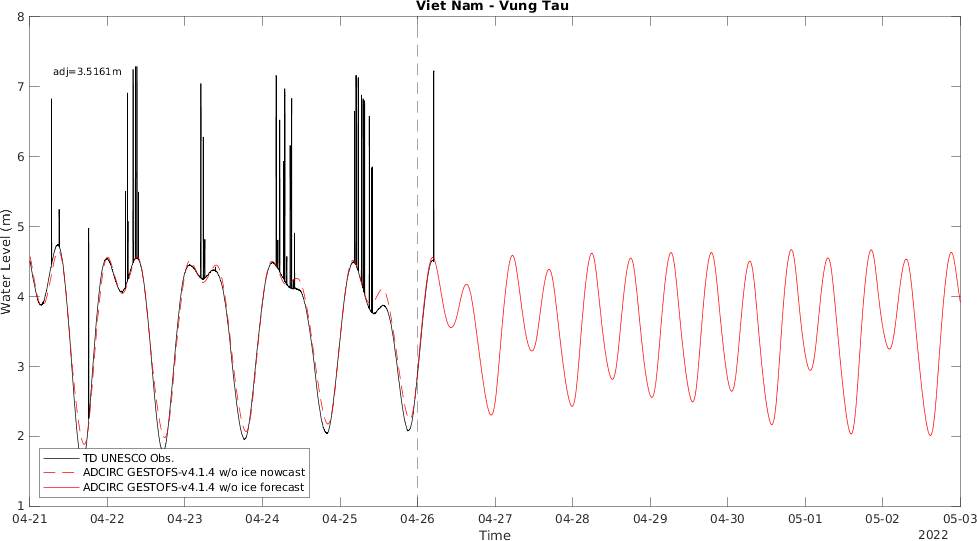 Viet Nam - Vung Tau
8
adj=3.5161m
7
6
5
4
3
2
1
Water Level (m)
TD UNESCO Obs.
ADCIRC GESTOFS-v4.1.4 w/o ice nowcast
ADCIRC GESTOFS-v4.1.4 w/o ice forecast
04-21 04-22 04-23 04-24 04-25 04-26 04-27 04-28 04-29 04-30 05-01 05-02 05-03
Time
2022